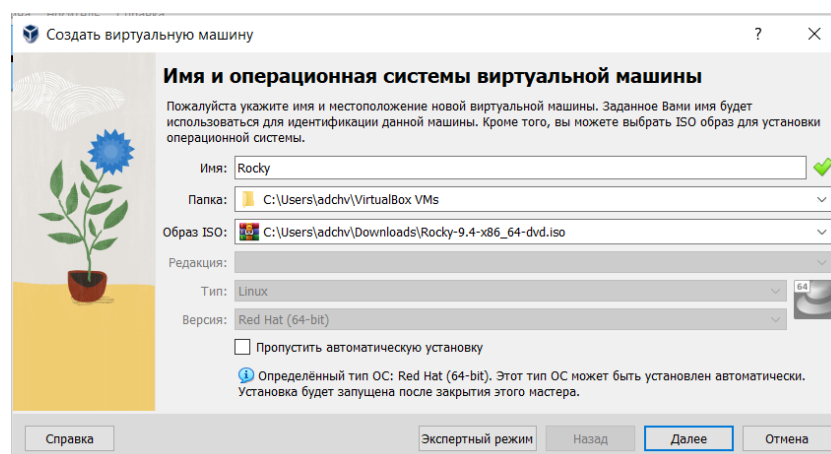 Создать виртуальную машину
?
Имя и операционная системы виртуальной машины
Пожалуйста укажите имя и местоположение новой виртуальной машины. Заданное Вами имя будет
использоваться для идентификации данной машины. Кроме того, вы можете выбрать ISO образ для установки
операционной системы.
Имя: Rocky
Папка: C:\Users\adchv\VirtualBox VMs
Образ ISO: C:\Users\adchv\Downloads\Rocky-9.4-x86_64-dvd.iso
Редакция:
Тип: Linux
64
Версия: Red Hat (64-bit)
Пропустить автоматическую установку
Определённый тип ОС: Red Hat (64-bit). Этот тип ОС может быть установлен автоматически.
Установка будет запущена после закрытия этого мастера.
Справка Экспертный режим Назад Далее Отмена